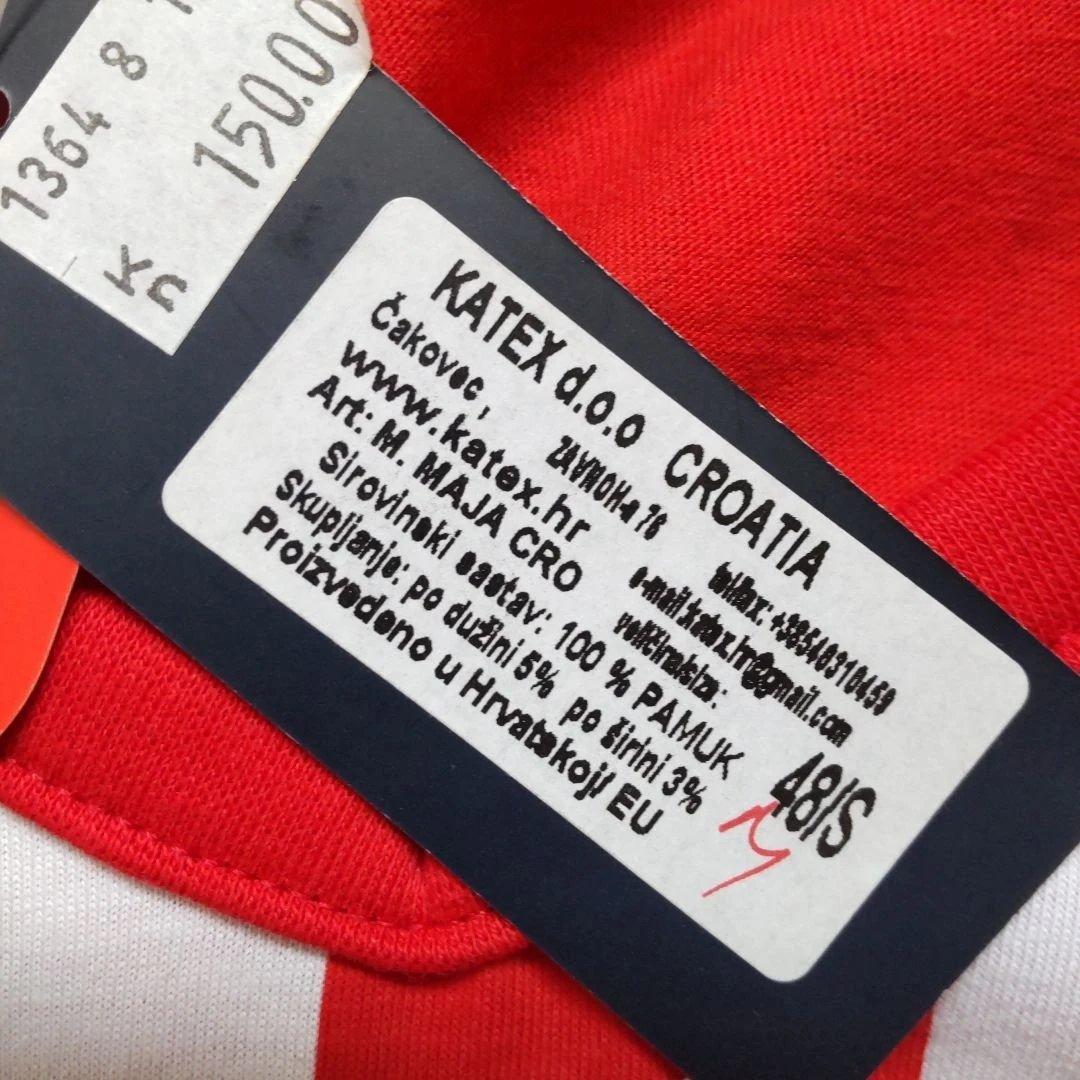 1364 8
150.00
Kn
KATEX d.o.o CROATIA
Čakovec, ZAVNOH-a
www.katex.hr tel/fax: +38540310459
Art: M. MAJA CRO e-mail:katex.hr@gmail.com
Sirovinski sastav: 100 % PAMUK
Skupljanje: po dužini 5% po širini 3% 48/S
Proizvedeno u Hrvatskoj/ EU